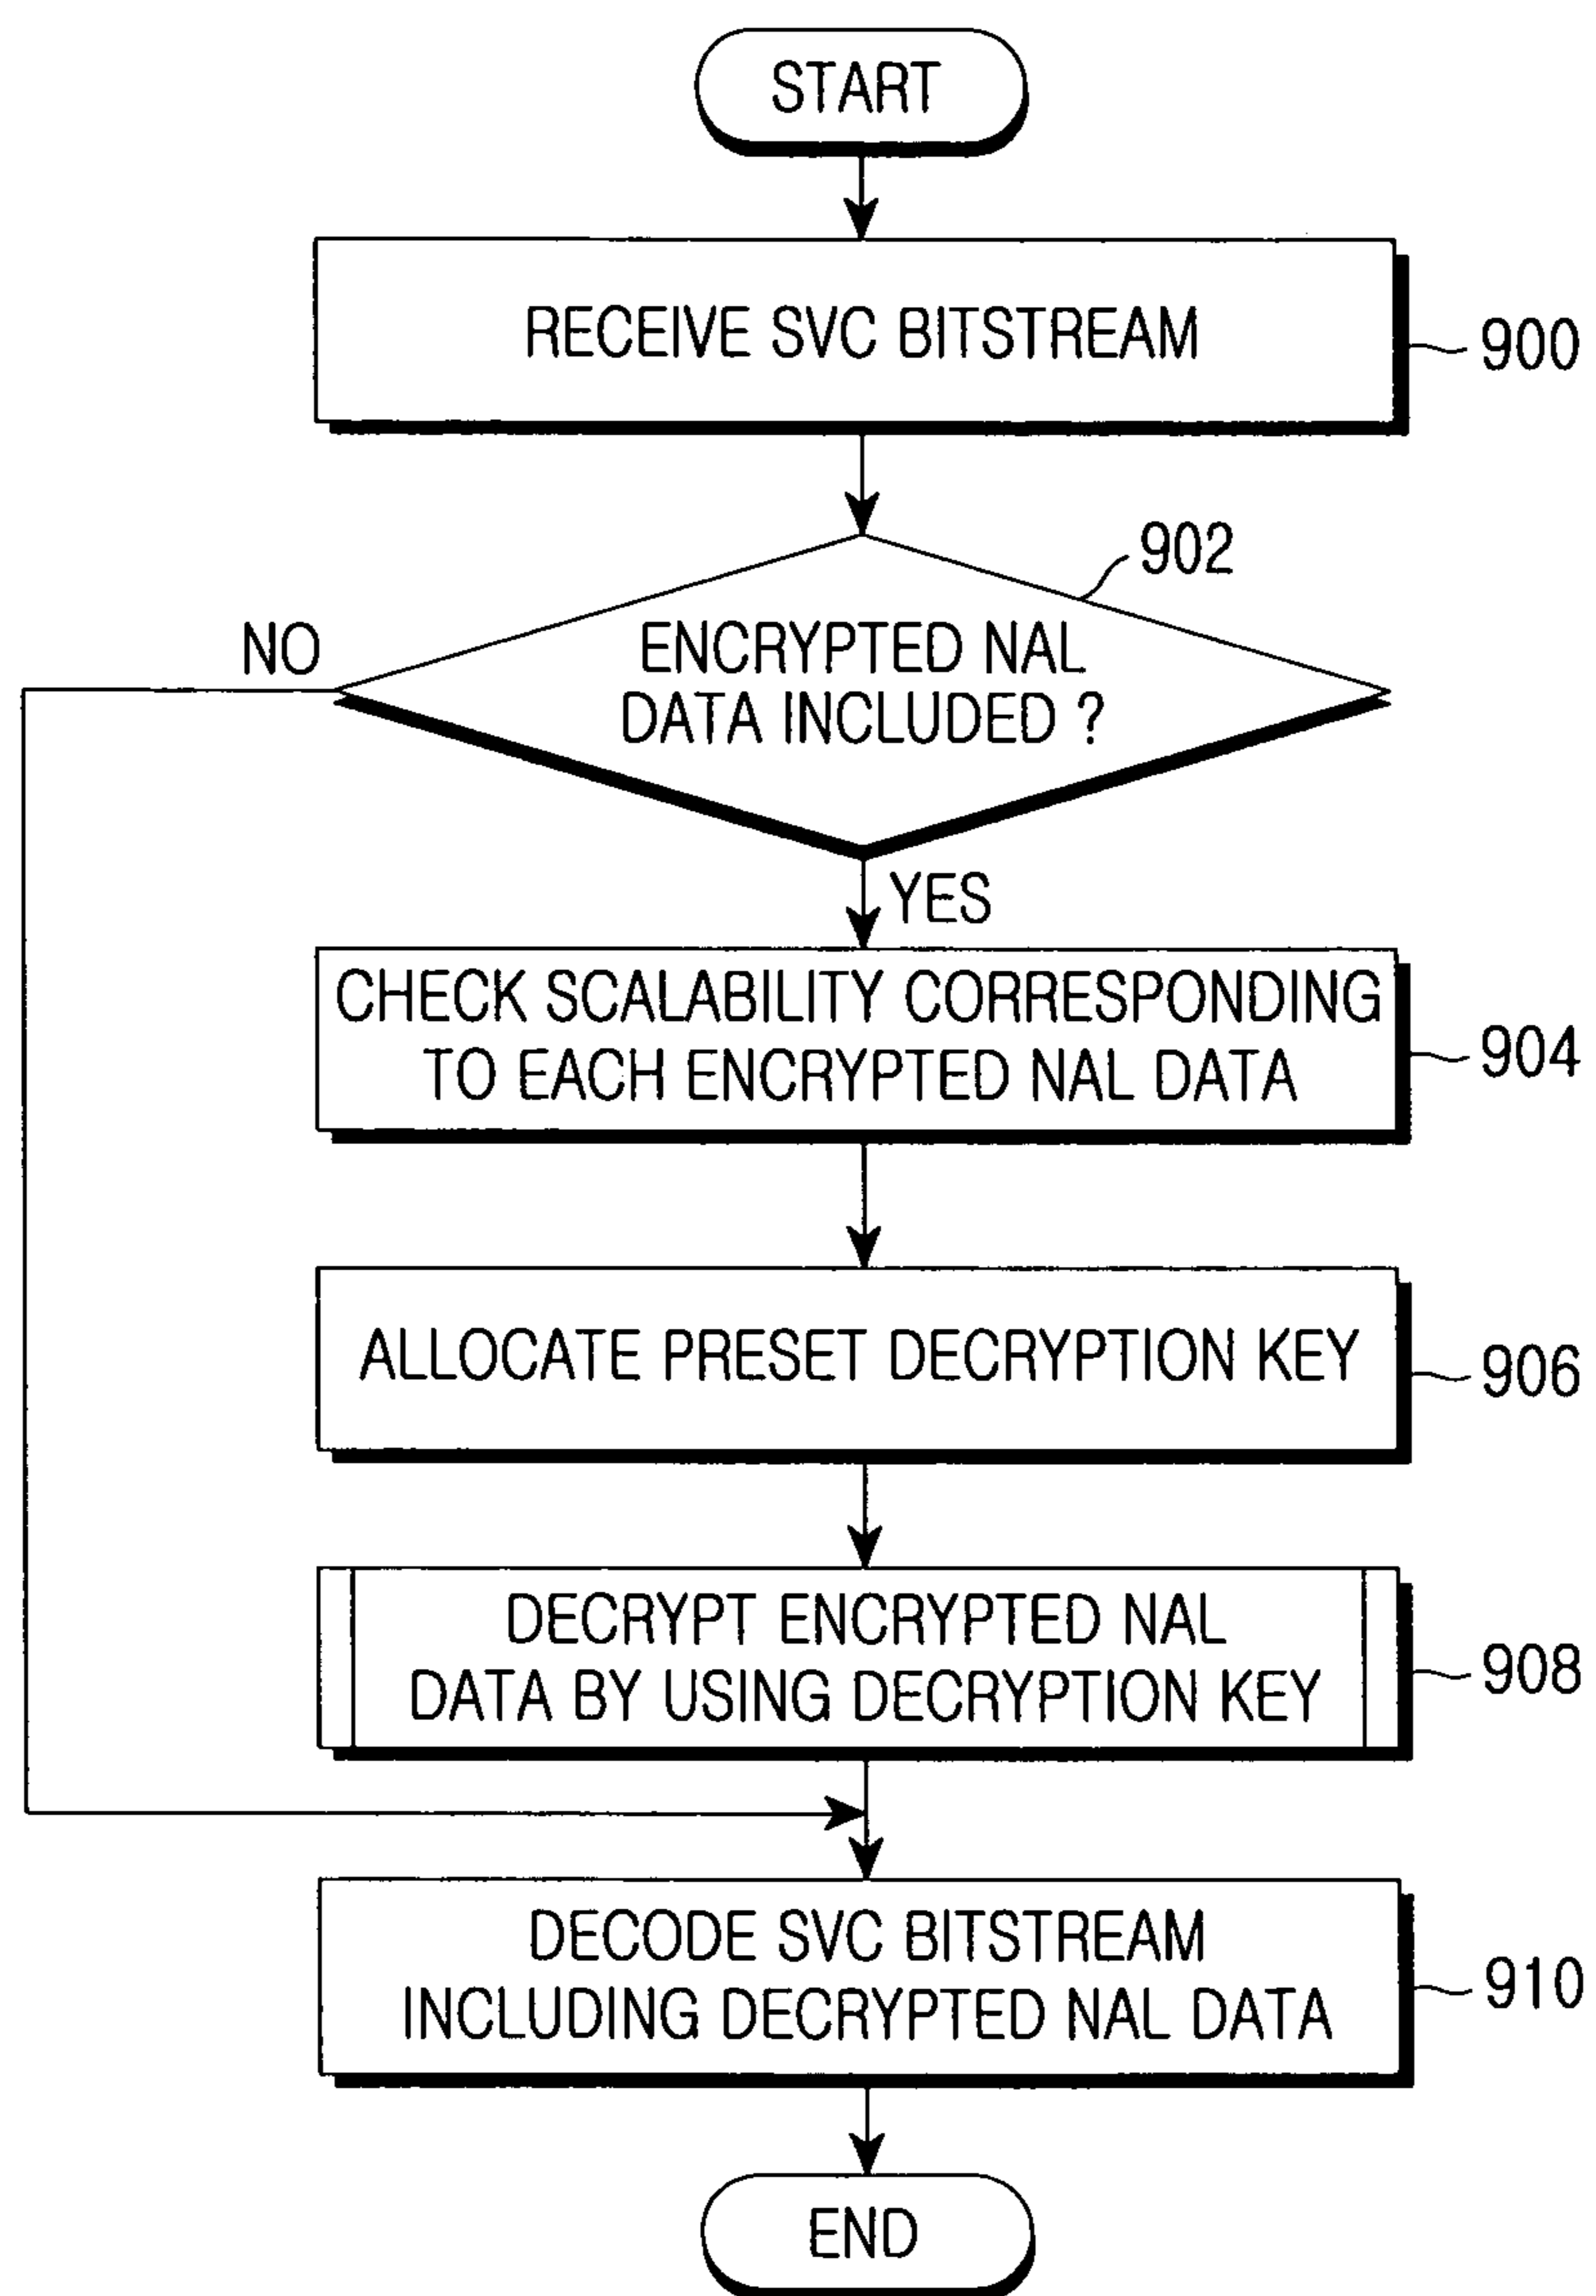 START
RECEIVE SVC BITSTREAM
900
902
NO
ENCRYPTED NAL
DATA INCLUDED ?
YES
CHECK SCALABILITY CORRESPONDING
TO EACH ENCRYPTED NAL DATA
904
ALLOCATE PRESET DECRYPTION KEY
906
DECRYPT ENCRYPTED NAL
DATA BY USING DECRYPTION KEY
908
DECODE SVC BITSTREAM
INCLUDING DECRYPTED NAL DATA
910
END